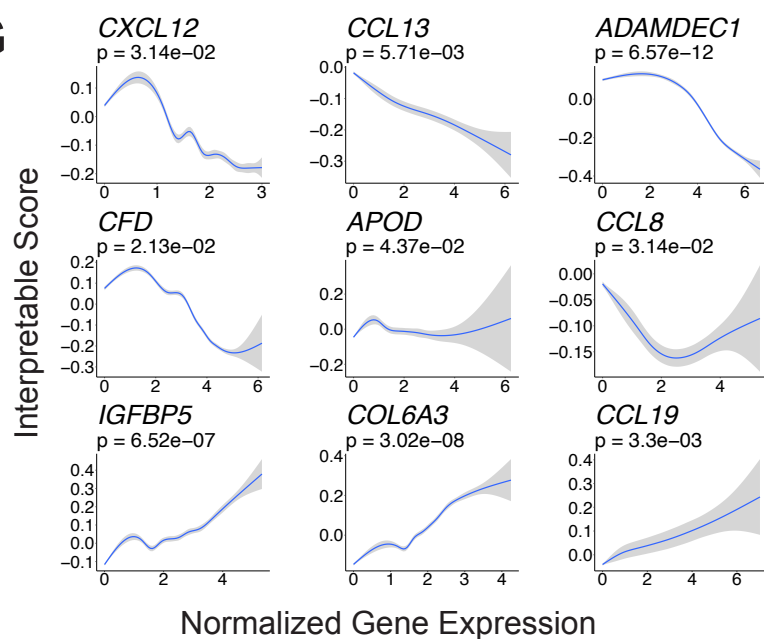 G
CXCL12
p = 3.14e−02
0.1
0.0
−0.1
−0.2
0 1 2 3
CCL13
p = 5.71e−03
0.0
−0.1
−0.2
−0.3
0 2 4 6
ADAMDEC1
p = 6.57e−12
0.0
−0.2
−0.4
0 2 4 6
CFD
p = 2.13e−02
0.2
0.1
0.0
−0.1
−0.2
−0.3
0 2 4 6
APOD
p = 4.37e−02
0.2
0.0
−0.2
0 2 4 6
CCL8
p = 3.14e−02
0.00
−0.05
−0.10
−0.15
0 2 4
IGFBP5
p = 6.52e−07
0.4
0.3
0.2
0.1
0.0
−0.1
0 2 4
COL6A3
p = 3.02e−08
0.4
0.2
0.0
0 1 2 3 4
CCL19
p = 3.3e−03
0.4
0.3
0.2
0.1
0.0
0 2 4 6
Interpretable Score
Normalized Gene Expression